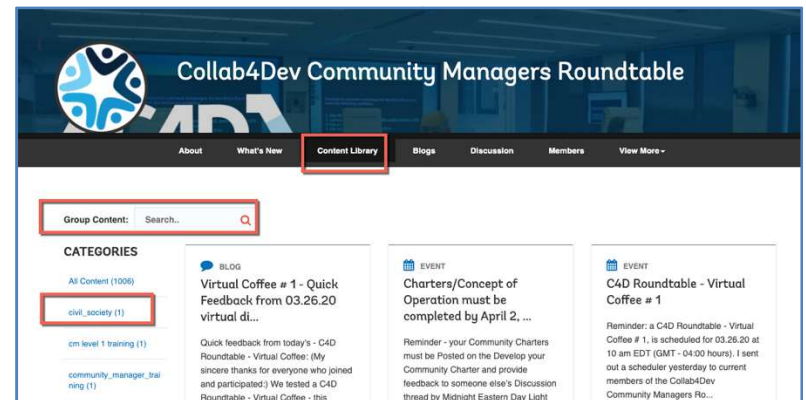 Collab4Dev Community Managers Roundtable
About What's New Content Library Blogs Discussion Members View More
Group Content: Search..
CATEGORIES
All Content (1006)
civil_society (1)
cm level 1 training (1)
community_manager_trai
ning (1)
BLOG
Virtual Coffee # 1 - Quick
Feedback from 03.26.20
virtual di...
Quick feedback from today's - C4D
Roundtable - Virtual Coffee: (My
sincere thanks for everyone who joined
and participated:) We tested a C4D
Roundtable - Virtual Coffee - this
EVENT
Charters/Concept of
Operation must be
completed by April 2, ...
Reminder - your Community Charters
must be Posted on the Develop your
Community Charter and provide
feedback to someone else's Discussion
thread by Midnight Eastern Day Light
EVENT
C4D Roundtable - Virtual
Coffee # 1
Reminder: a C4D Roundtable - Virtual
Coffee # 1, is scheduled for 03.26.20 at
10 am EDT (GMT - 04:00 hours). I sent
out a scheduler yesterday to current
members of the Collab4Dev
Community Managers Ro...